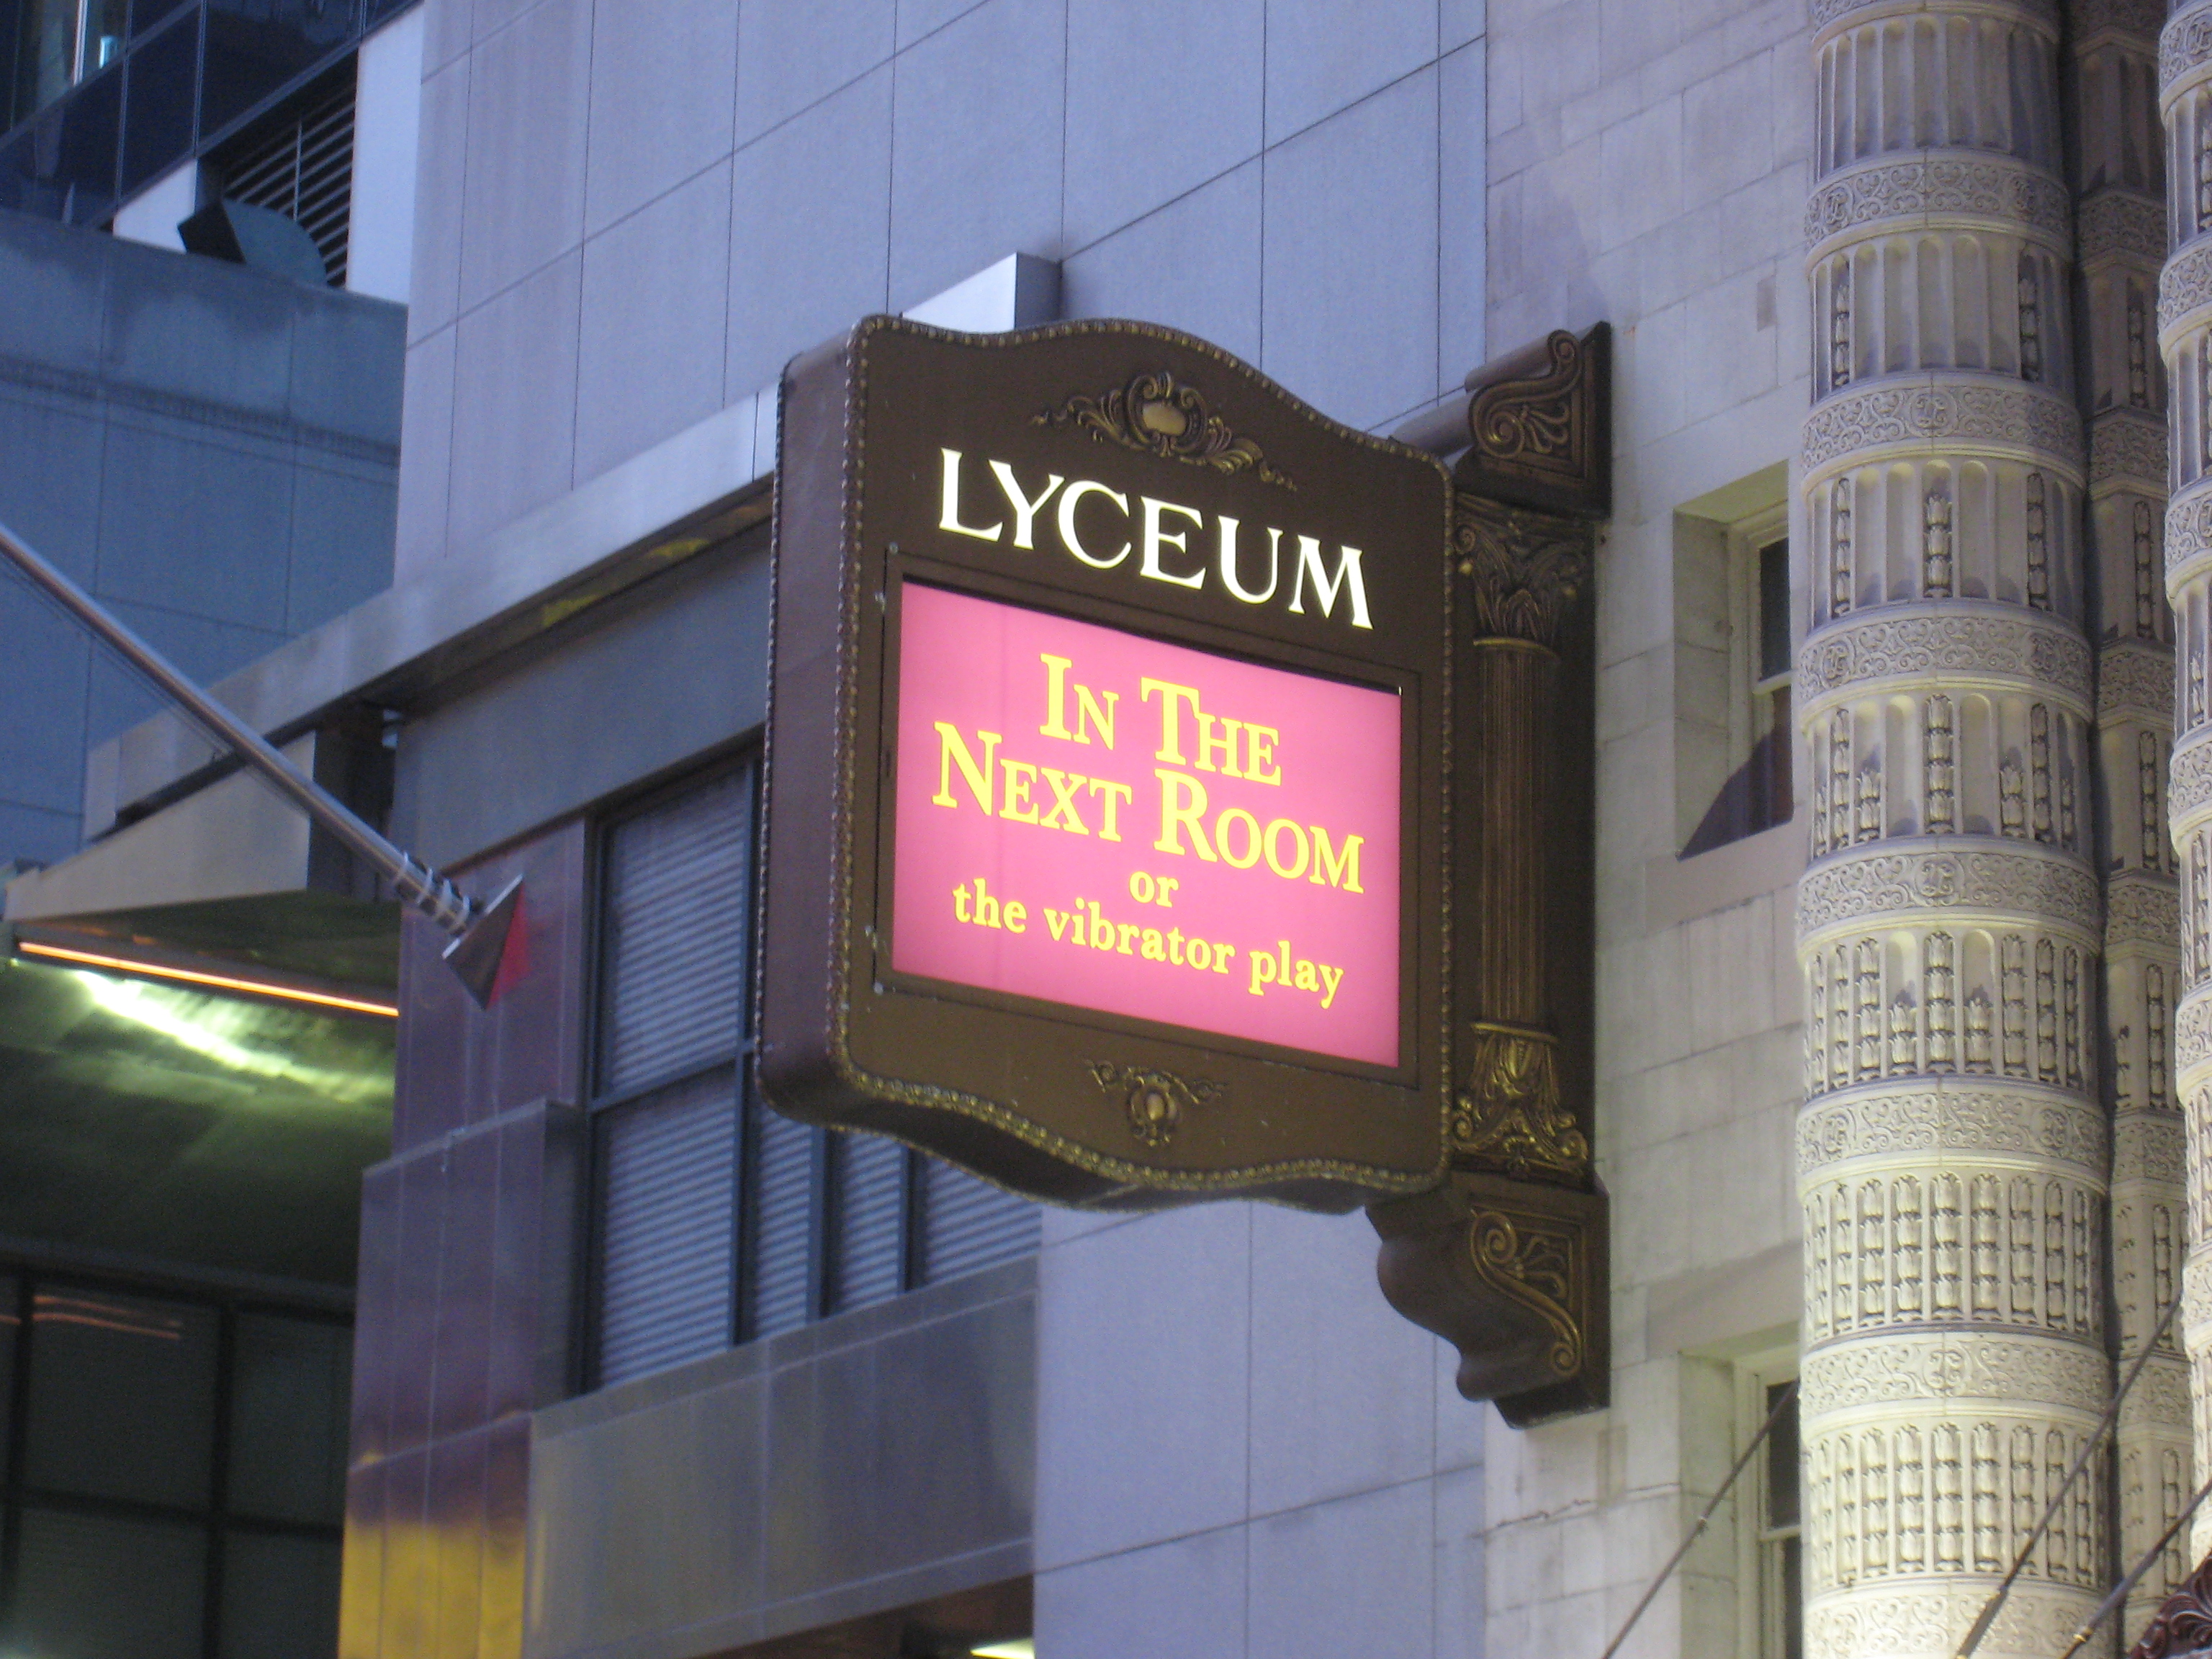 LYCEUM
IN THE
NEXT ROOM
or
the vibrator play